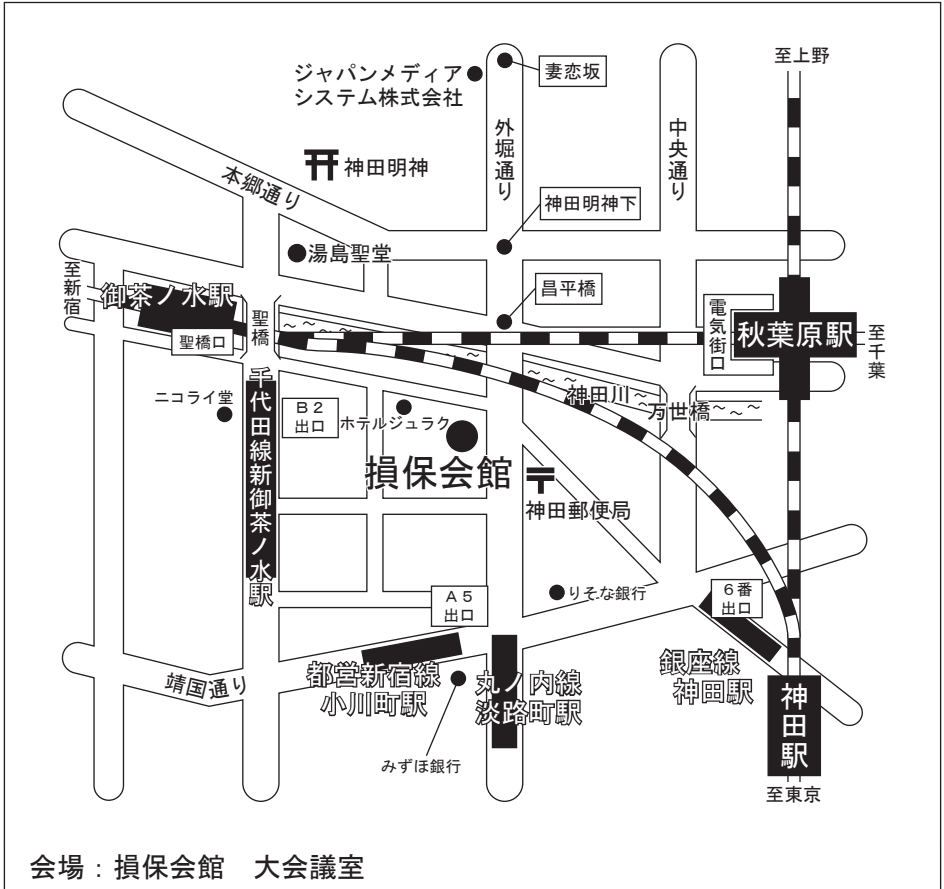 至上野
ジャパンメディア
システム株式会社
妻恋坂
外堀通り
中央通り
神田明神
本郷通り
神田明神下
湯島聖堂
至新宿
御茶ノ水駅
聖橋
昌平橋
電気街口
秋葉原駅
至千葉
聖橋口
ニコライ堂
千代田線新御茶ノ水駅
B2
出口
ホテルジュラク
神田川
万世橋
損保会館
神田郵便局
A5
出口
りそな銀行
6番
出口
靖国通り
都営新宿線
小川町駅
丸ノ内線
淡路町駅
銀座線
神田駅
神田駅
みずほ銀行
至東京
会場：損保会館　大会議室